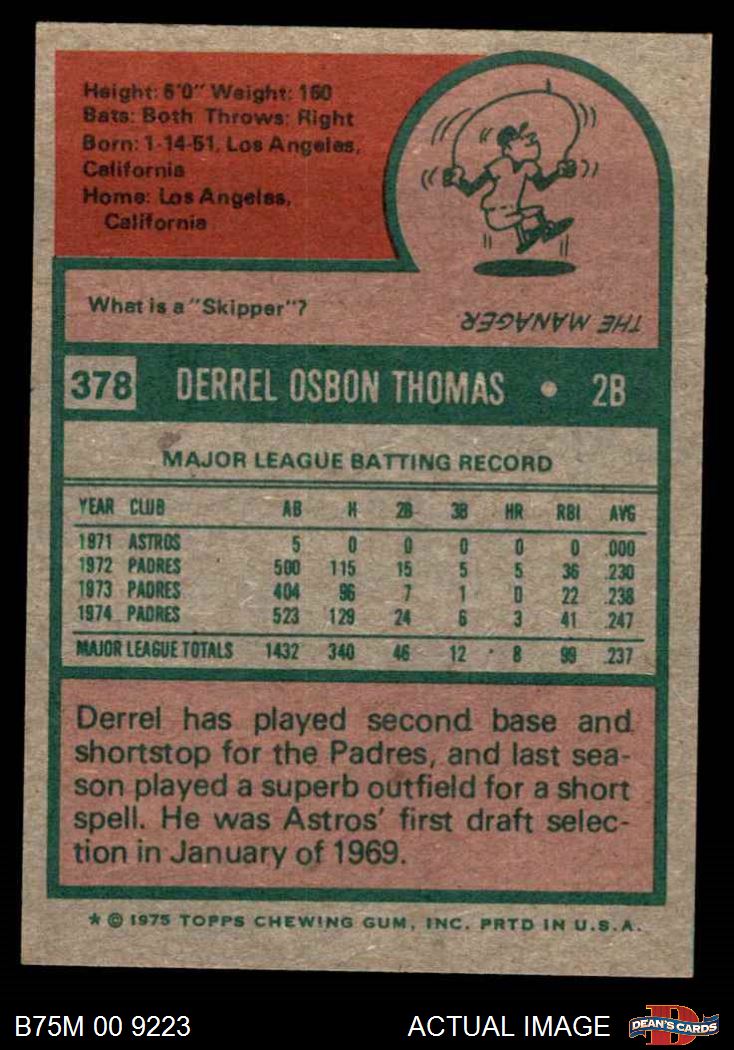 Height: 6'0" Weight: 160
Bats: Both Throws: Right
Born: 1-14-51, Los Angeles,
California
Home: Los Angeles,
California
What is a "Skipper"?
THE MANAGER
378 DERREL OSBON THOMAS • 2B
MAJOR LEAGUE BATTING RECORD
YEAR CLUB AB H 2B 3B HR RBI AVG
1971 ASTROS 5 0 0 0 0 0 .000
1972 PADRES 500 115 15 5 5 36 .230
1973 PADRES 404 96 7 1 0 22 .238
1974 PADRES 523 129 24 6 3 41 .247
MAJOR LEAGUE TOTALS 1432 340 46 12 8 99 .237
Derrel has played second base and
shortstop for the Padres, and last sea-
son played a superb outfield for a short
spell. He was Astros' first draft selec-
tion in January of 1969.
* © 1975 TOPPS CHEWING GUM, INC. PRTD IN U.S.A.
B75M 00 9223 ACTUAL IMAGE DEAN'S CARDS